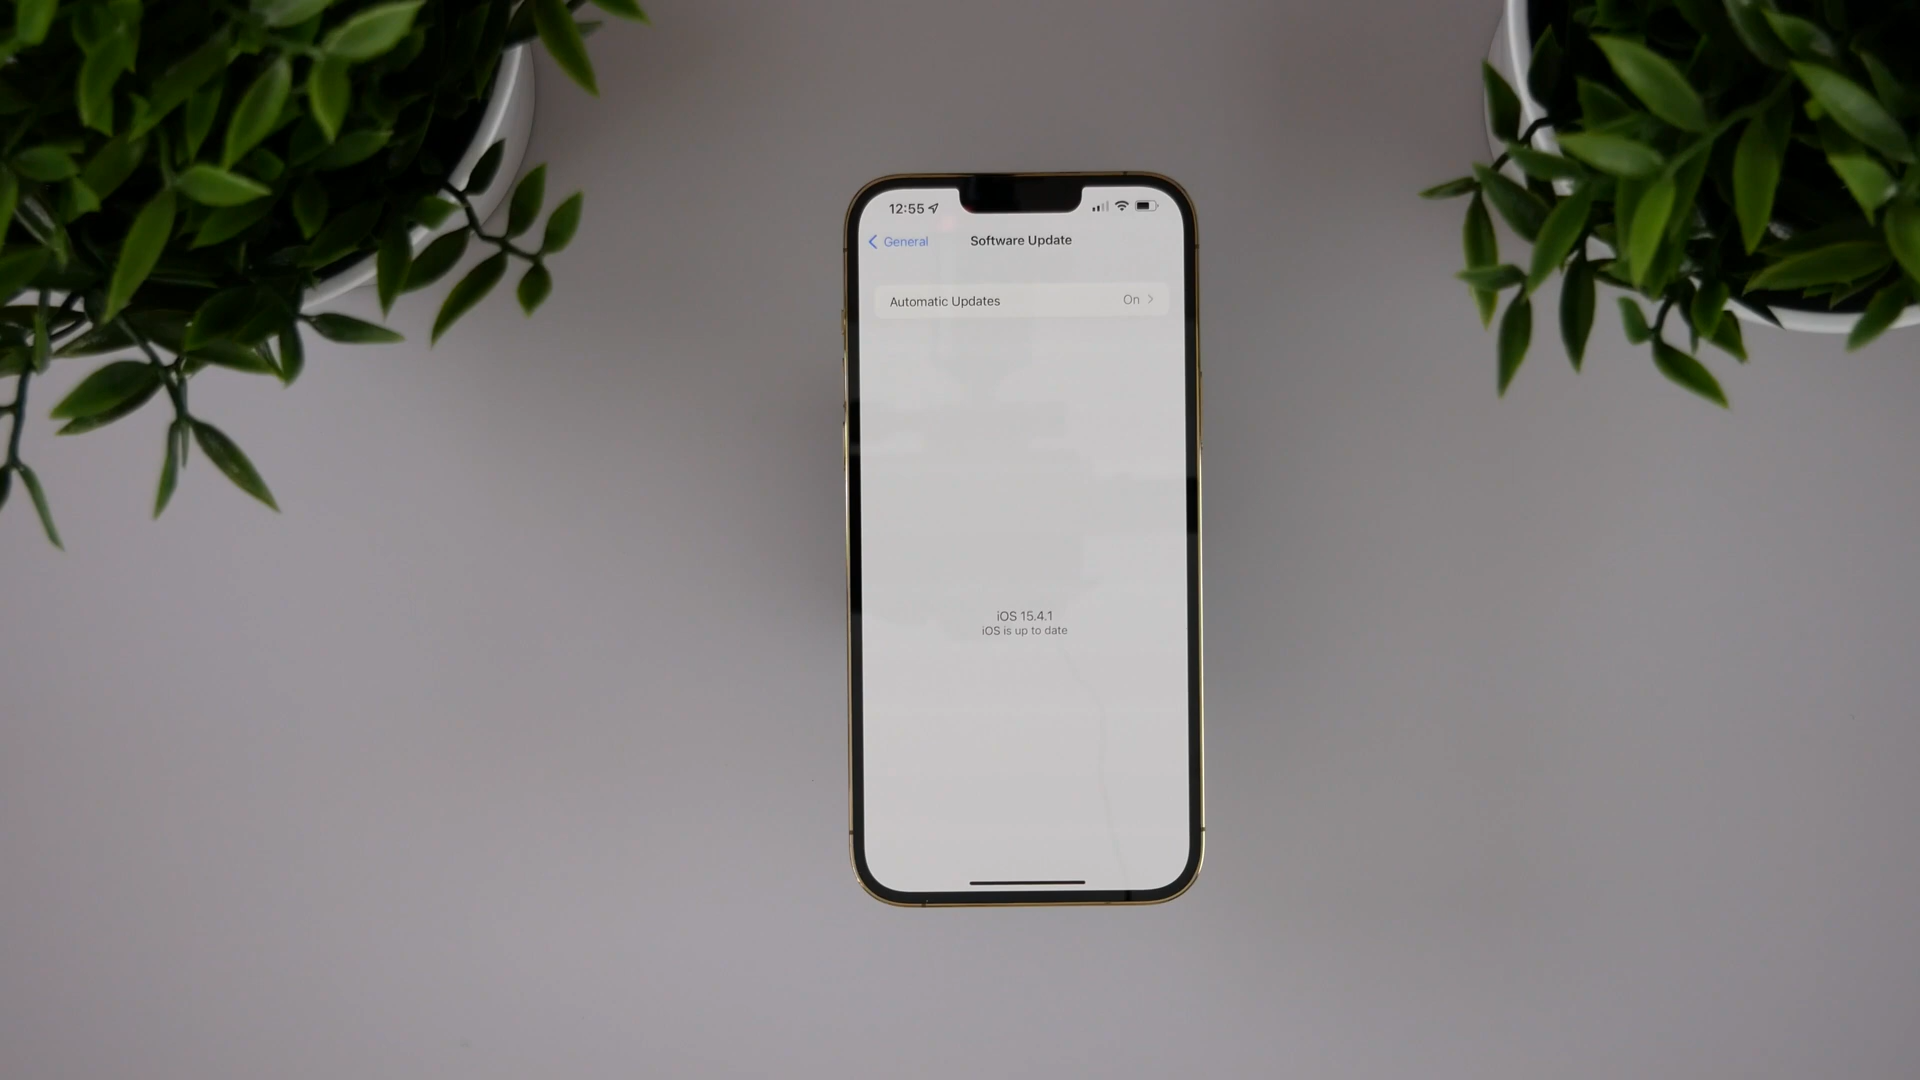 12:55
General
Software Update
Automatic Updates On
iOS 15.4.1
iOS is up to date